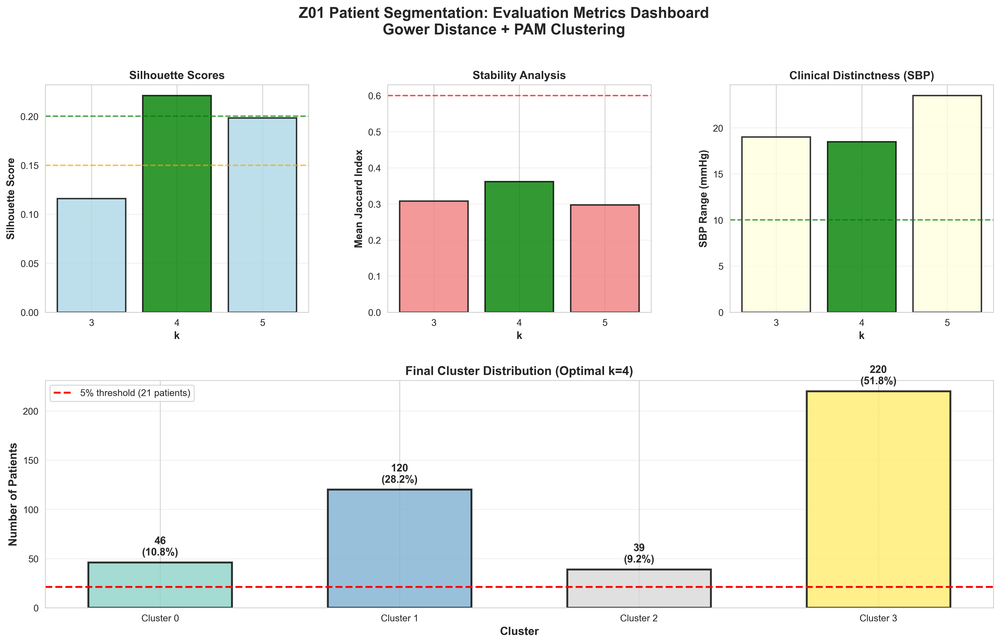 Z01 Patient Segmentation: Evaluation Metrics Dashboard
Gower Distance + PAM Clustering
Silhouette Scores
Silhouette Score
0.20
0.15
0.10
0.05
0.00
3
4
5
k
Stability Analysis
Mean Jaccard Index
0.6
0.5
0.4
0.3
0.2
0.1
0.0
3
4
5
k
Clinical Distinctness (SBP)
SBP Range (mmHg)
20
15
10
5
0
3
4
5
k
Final Cluster Distribution (Optimal k=4)
5% threshold (21 patients)
Number of Patients
200
150
100
50
0
46
(10.8%)
120
(28.2%)
39
(9.2%)
220
(51.8%)
Cluster 0
Cluster 1
Cluster 2
Cluster 3
Cluster